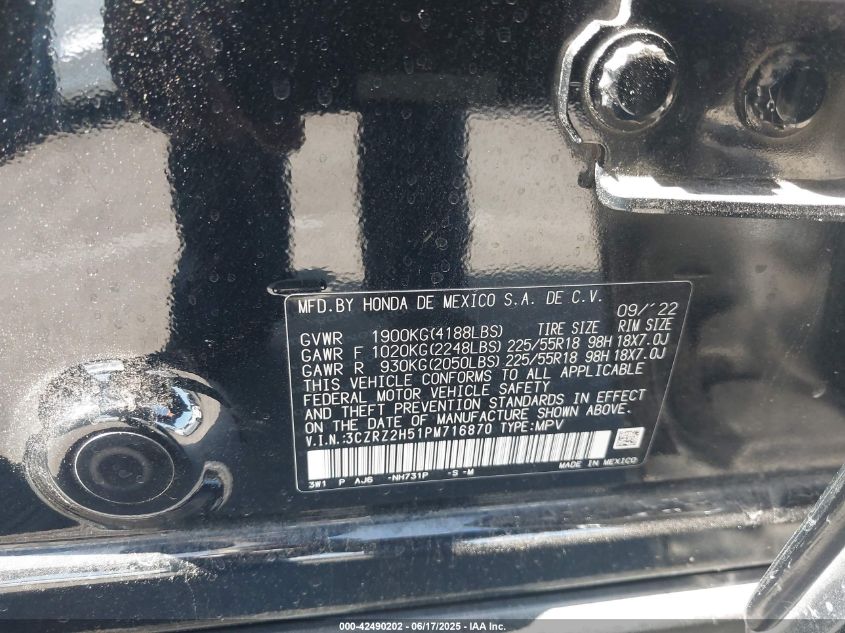 MFD.BY HONDA DE MEXICO S.A. DE C.V. 09/'22
GVWR 1900KG(4188LBS) TIRE SIZE RIM SIZE
GAWR F 1020KG(2248LBS) 225/55R18 98H 18X7.0J
GAWR R 930KG(2050LBS) 225/55R18 98H 18X7.0J
THIS VEHICLE CONFORMS TO ALL APPLICABLE
FEDERAL MOTOR VEHICLE SAFETY
AND THEFT PREVENTION STANDARDS IN EFFECT
ON THE DATE OF MANUFACTURE SHOWN ABOVE.
V.I.N.:3CZRZ2H51PM716870 TYPE:MPV
3W1 P AJ6 -NH731P -S -M MADE IN MEXICO
000-42490202 - 06/17/2025 - IAA Inc.